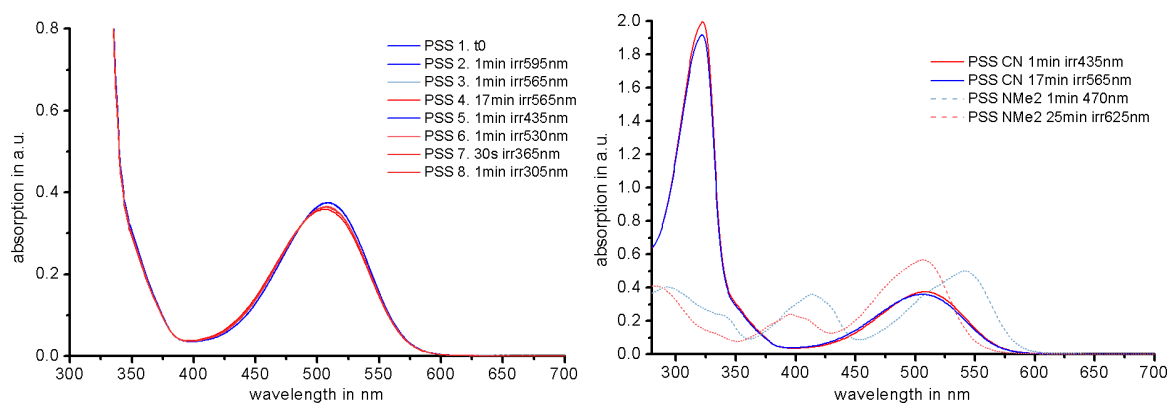 0.8
0.6
0.4
0.2
0.0
absorption in a.u.
PSS 1. t0
PSS 2. 1min irr595nm
PSS 3. 1min irr565nm
PSS 4. 17min irr565nm
PSS 5. 1min irr435nm
PSS 6. 1min irr530nm
PSS 7. 30s irr365nm
PSS 8. 1min irr305nm
300 350 400 450 500 550 600 650 700
wavelength in nm
2.0
1.8
1.6
1.4
1.2
1.0
0.8
0.6
0.4
0.2
0.0
absorption in a.u.
PSS CN 1min irr435nm
PSS CN 17min irr565nm
PSS NMe2 1min 470nm
PSS NMe2 25min irr625nm
300 350 400 450 500 550 600 650 700
wavelength in nm